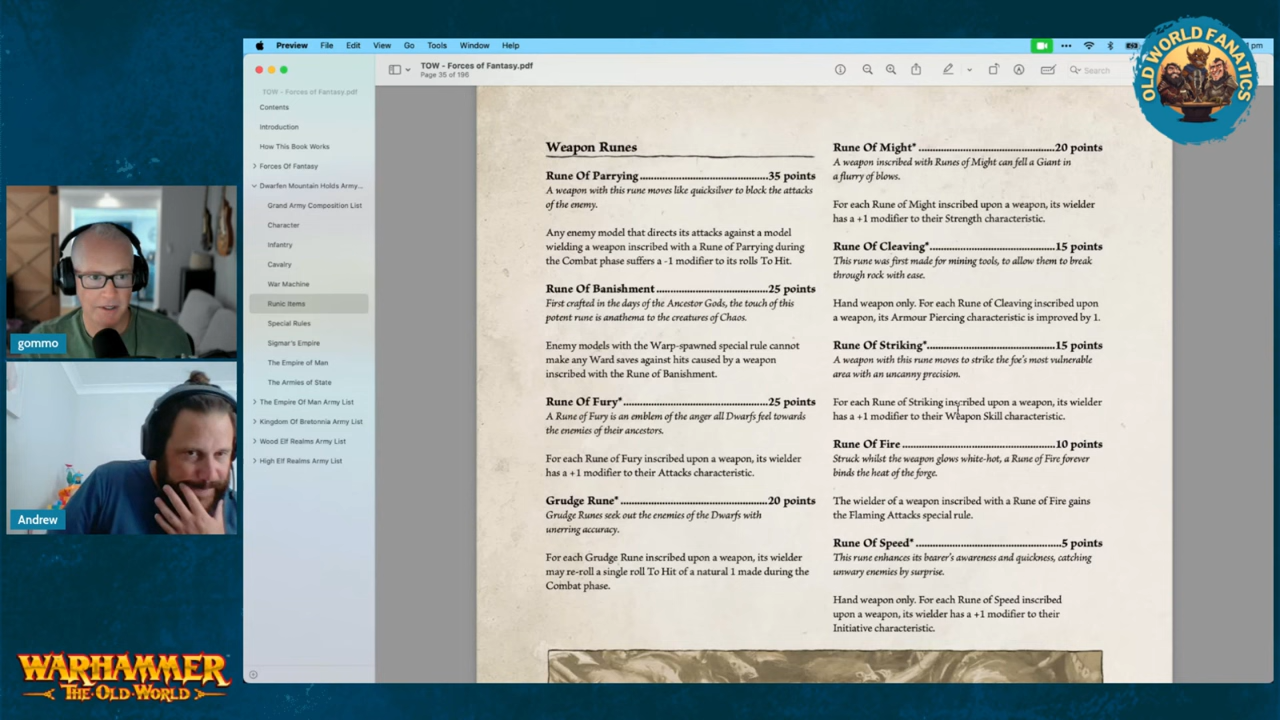 Preview File Edit View Go Tools Window Help
TOW - Forces of Fantasy.pdf
Page 35 of 196
Search
OLD WORLD FANATICS
TOW - Forces of Fantasy.pdf
Contents
Introduction
How This Book Works
Forces Of Fantasy
Dwarfen Mountain Holds Army...
Grand Army Composition List
Character
Infantry
Cavalry
War Machine
Runic Items
Special Rules
Sigmar's Empire
The Empire of Man
The Armies of State
The Empire Of Man Army List
Kingdom Of Bretonnia Army List
Wood Elf Realms Army List
High Elf Realms Army List
gommo
Andrew
WARHAMMER
THE OLD WORLD
Weapon Runes
Rune Of Parrying ................................................35 points
A weapon with this rune moves like quicksilver to block the attacks
of the enemy.
Any enemy model that directs its attacks against a model
wielding a weapon inscribed with a Rune of Parrying during
the Combat phase suffers a -1 modifier to its rolls To Hit.
Rune Of Banishment ..........................................25 points
First crafted in the days of the Ancestor Gods, the touch of this
potent rune is anathema to the creatures of Chaos.
Enemy models with the Warp-spawned special rule cannot
make any Ward saves against hits caused by a weapon
inscribed with the Rune of Banishment.
Rune Of Fury* ......................................................25 points
A Rune of Fury is an emblem of the anger all Dwarfs feel towards
the enemies of their ancestors.
For each Rune of Fury inscribed upon a weapon, its wielder
has a +1 modifier to their Attacks characteristic.
Grudge Rune* ......................................................20 points
Grudge Runes seek out the enemies of the Dwarfs with
unerring accuracy.
For each Grudge Rune inscribed upon a weapon, its wielder
may re-roll a single roll To Hit of a natural 1 made during the
Combat phase.
Rune Of Might* ....................................................20 points
A weapon inscribed with Runes of Might can fell a Giant in
a flurry of blows.
For each Rune of Might inscribed upon a weapon, its wielder
has a +1 modifier to their Strength characteristic.
Rune Of Cleaving* ................................................15 points
This rune was first made for mining tools, to allow them to break
through rock with ease.
Hand weapon only. For each Rune of Cleaving inscribed upon
a weapon, its Armour Piercing characteristic is improved by 1.
Rune Of Striking* .................................................15 points
A weapon with this rune moves to strike the foe's most vulnerable
area with an uncanny precision.
For each Rune of Striking inscribed upon a weapon, its wielder
has a +1 modifier to their Weapon Skill characteristic.
Rune Of Fire .........................................................10 points
Struck whilst the weapon glows white-hot, a Rune of Fire forever
binds the heat of the forge.
The wielder of a weapon inscribed with a Rune of Fire gains
the Flaming Attacks special rule.
Rune Of Speed* ......................................................5 points
This rune enhances its bearer's awareness and quickness, catching
unwary enemies by surprise.
Hand weapon only. For each Rune of Speed inscribed
upon a weapon, its wielder has a +1 modifier to their
Initiative characteristic.